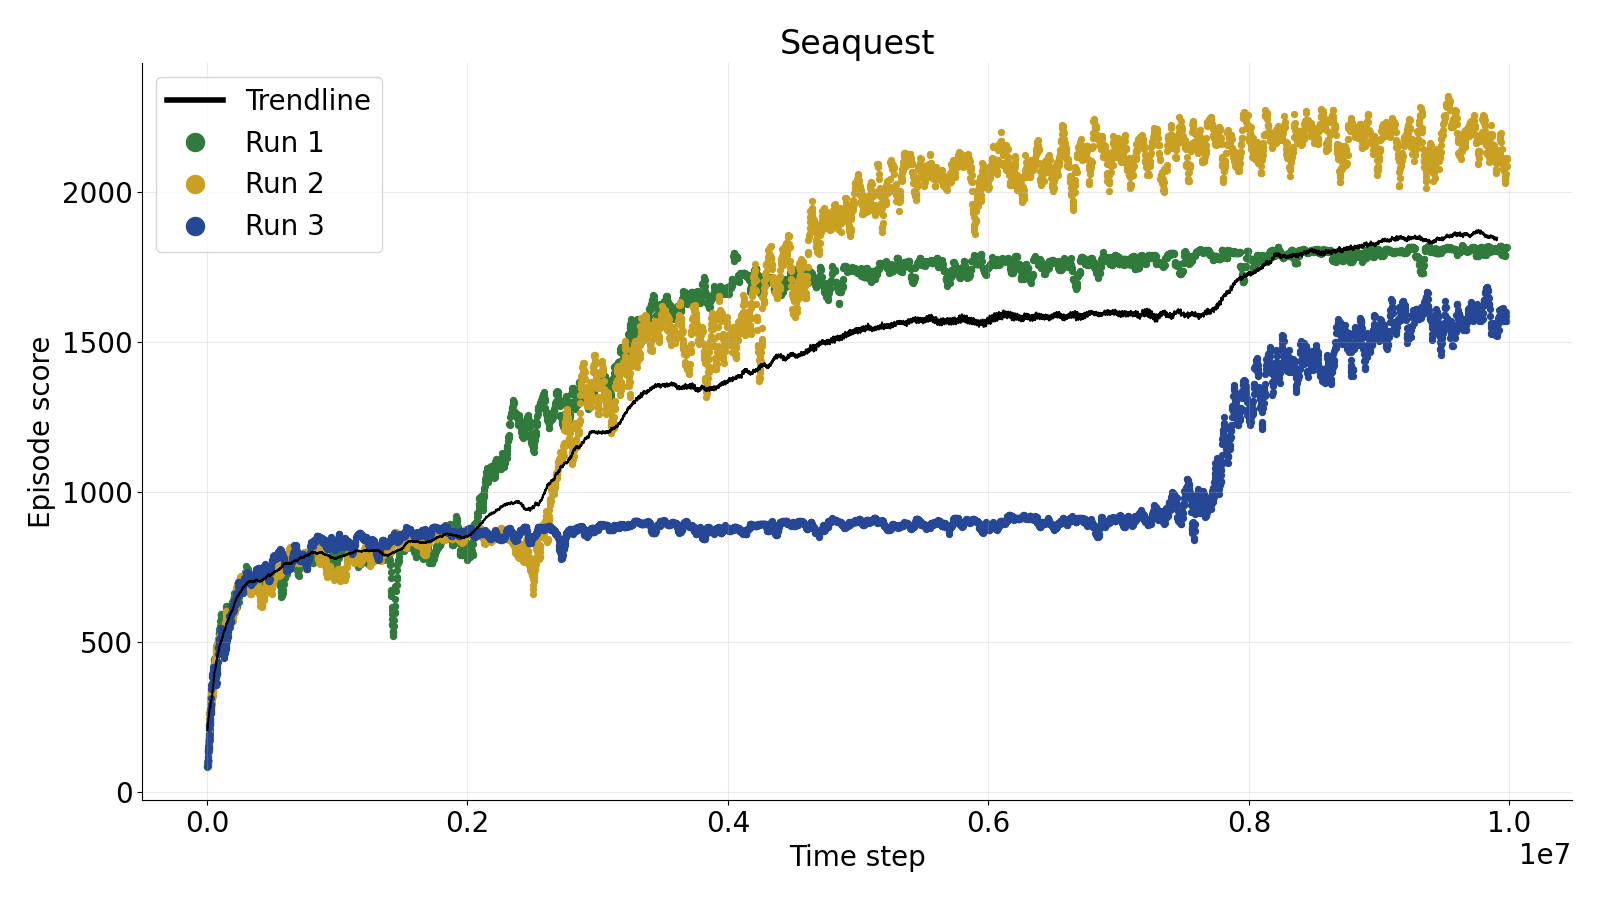 Seaquest
Trendline
Run 1
Run 2
Run 3
Episode score
2000
1500
1000
500
0
0.0 0.2 0.4 0.6 0.8 1.0
1e7
Time step